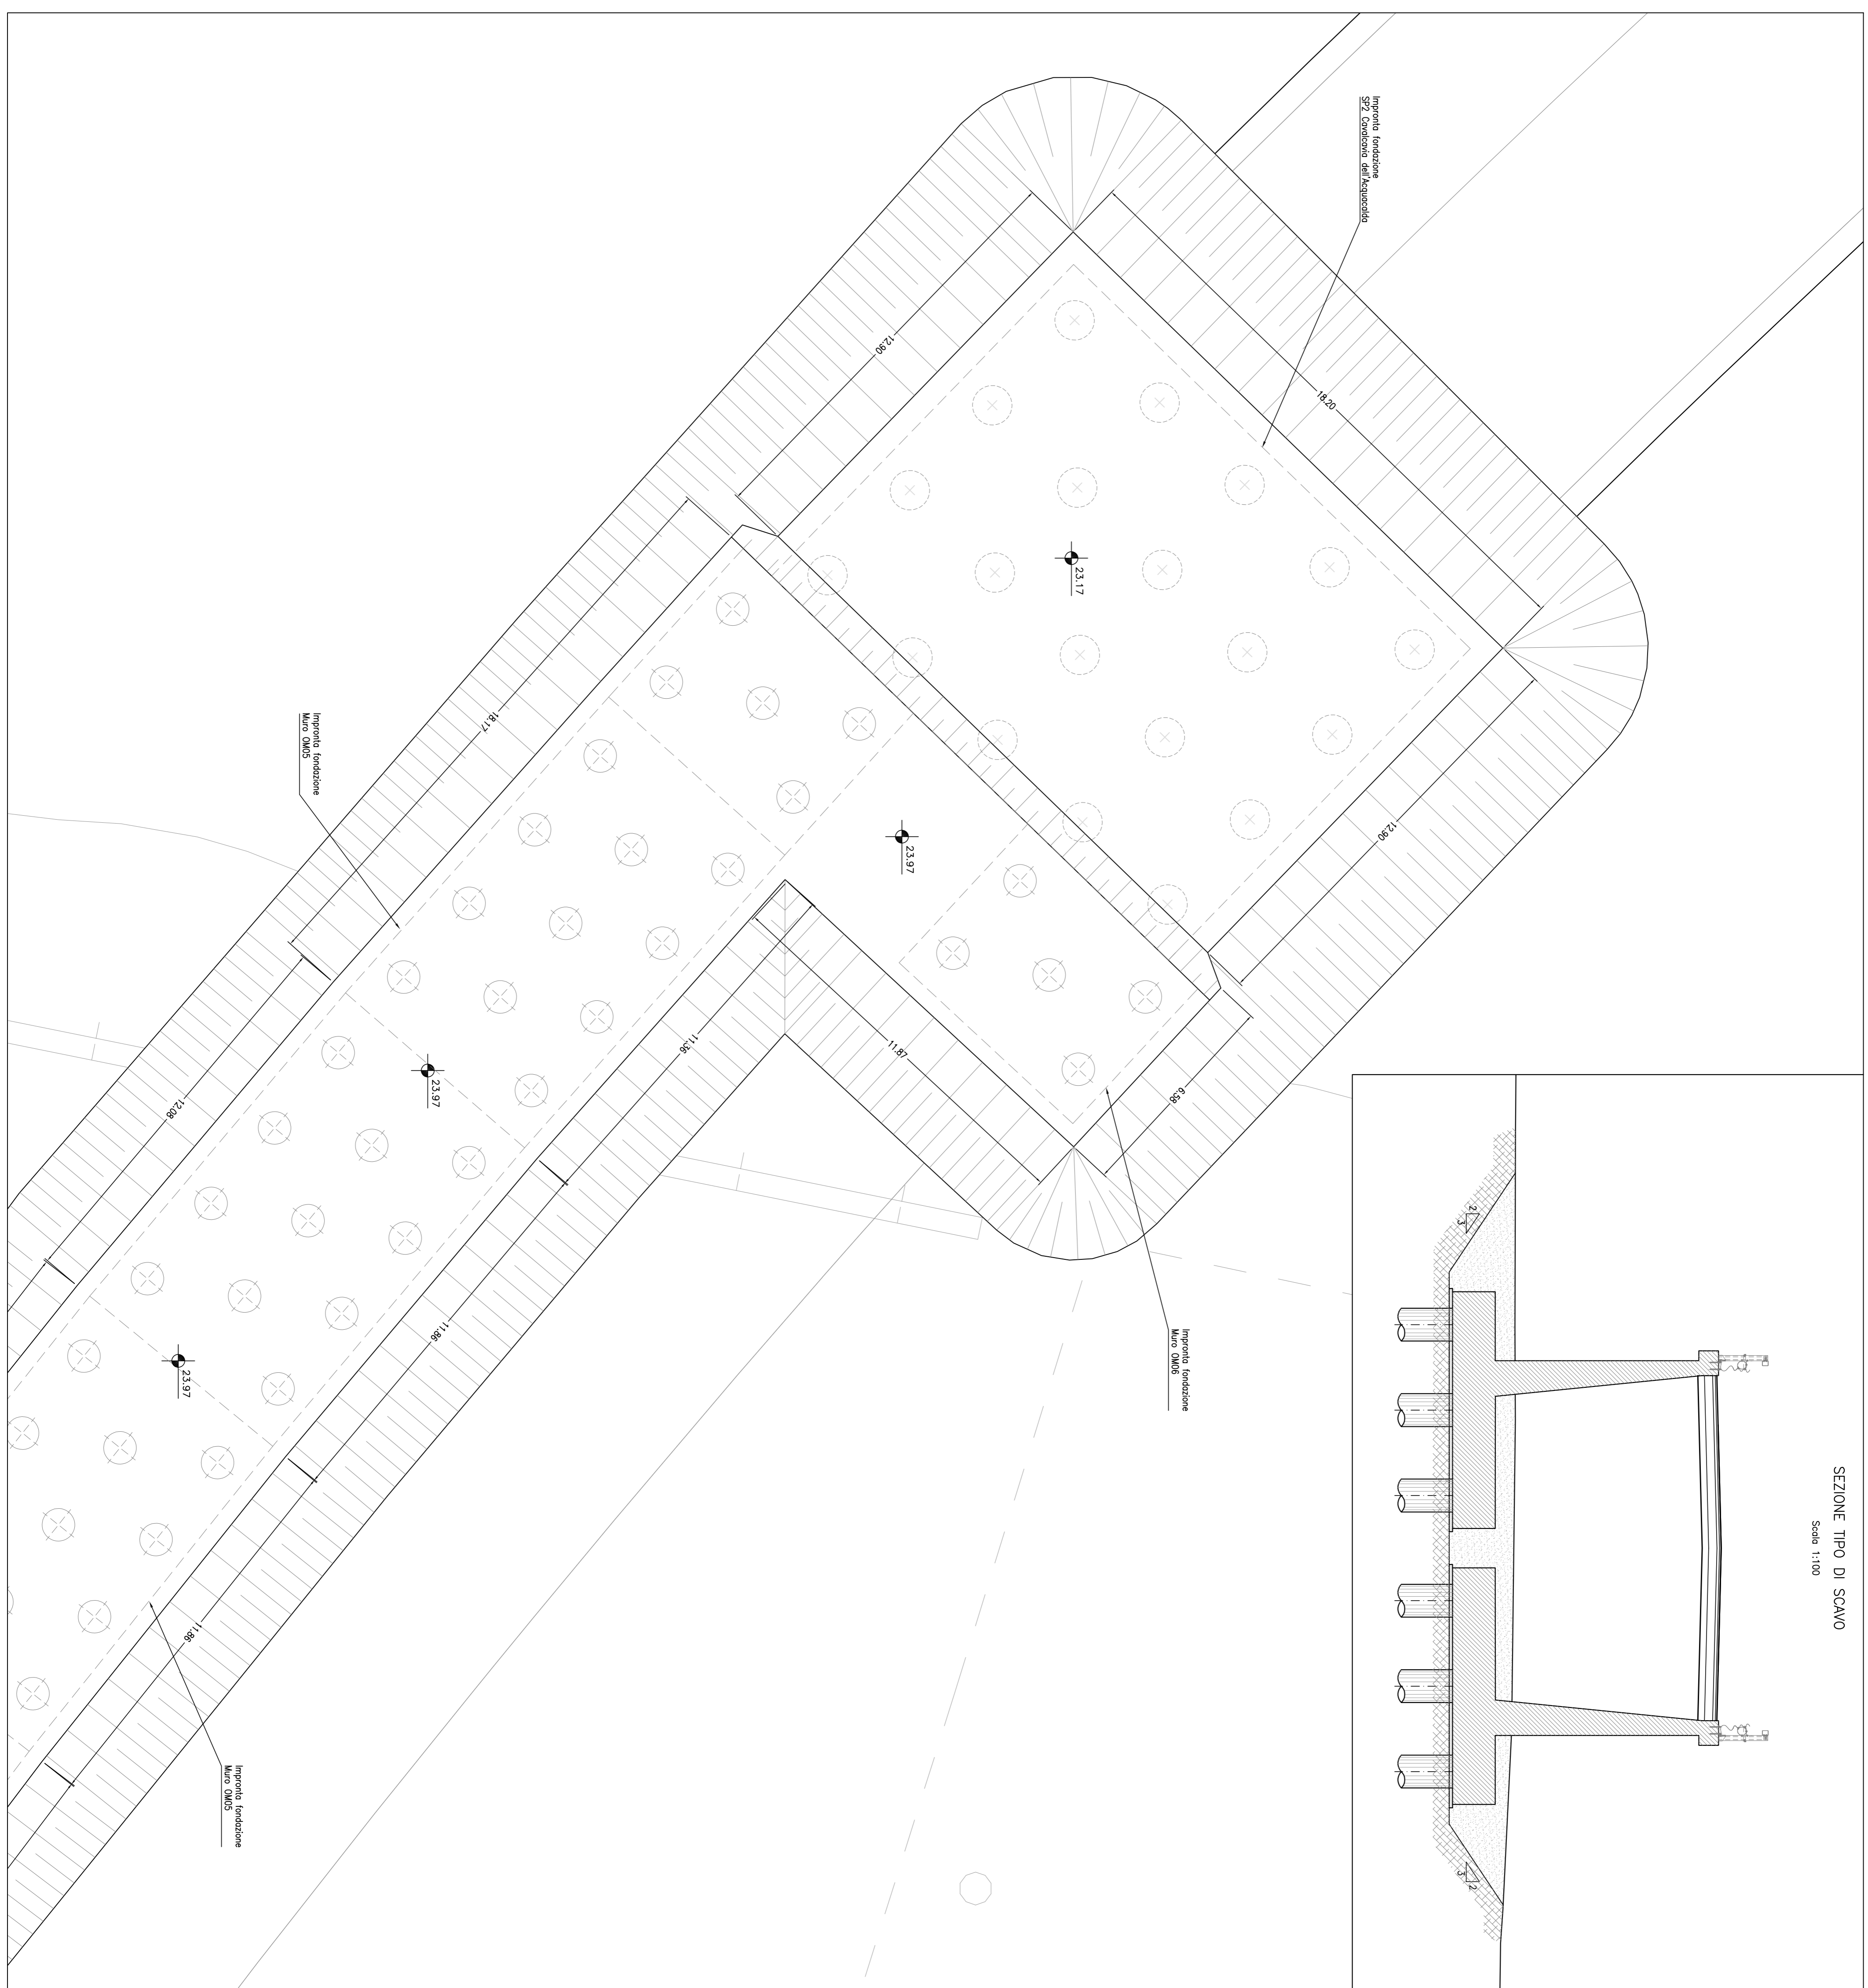 SEZIONE TIPO DI SCAVO
Scala 1:100
2
3
3
2
Impronta fondazione
SP2 Cavalcavia dell'Acquacalda
18.20
12.90
12.90
23.17
23.97
18.17
6.58
11.87
11.36
Impronta fondazione
Muro OM06
Impronta fondazione
Muro OM05
23.97
12.08
11.86
23.97
11.86
Impronta fondazione
Muro OM05